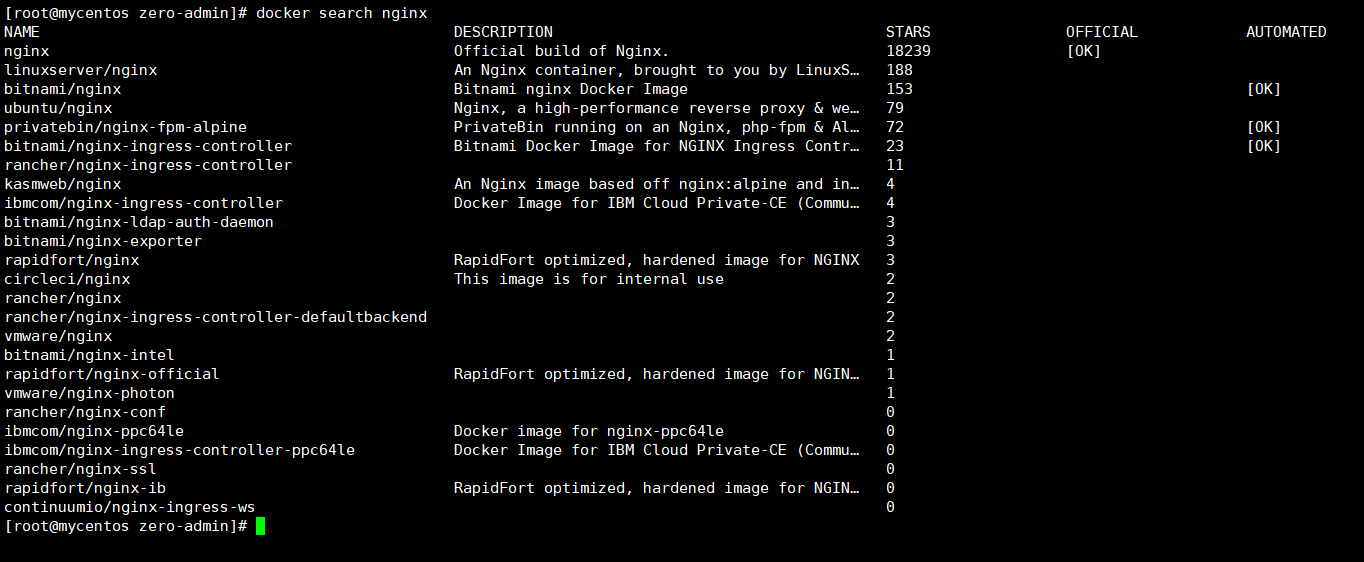 [root@mycentos zero-admin]# docker search nginx
NAME DESCRIPTION STARS OFFICIAL AUTOMATED
nginx Official build of Nginx. 18239 [OK]
linuxserver/nginx An Nginx container, brought to you by LinuxS… 188
bitnami/nginx Bitnami nginx Docker Image 153 [OK]
ubuntu/nginx Nginx, a high-performance reverse proxy & we… 79
privatebin/nginx-fpm-alpine PrivateBin running on an Nginx, php-fpm & Al… 72 [OK]
bitnami/nginx-ingress-controller Bitnami Docker Image for NGINX Ingress Contr… 23 [OK]
rancher/nginx-ingress-controller 11
kasmweb/nginx An Nginx image based off nginx:alpine and in… 4
ibmcom/nginx-ingress-controller Docker Image for IBM Cloud Private-CE (Commu… 4
bitnami/nginx-ldap-auth-daemon 3
bitnami/nginx-exporter 3
rapidfort/nginx RapidFort optimized, hardened image for NGINX 3
circleci/nginx This image is for internal use 2
rancher/nginx 2
rancher/nginx-ingress-controller-defaultbackend 2
vmware/nginx 2
bitnami/nginx-intel 1
rapidfort/nginx-official RapidFort optimized, hardened image for NGIN… 1
vmware/nginx-photon 1
rancher/nginx-conf 0
ibmcom/nginx-ppc64le Docker image for nginx-ppc64le 0
ibmcom/nginx-ingress-controller-ppc64le Docker Image for IBM Cloud Private-CE (Commu… 0
rancher/nginx-ssl 0
rapidfort/nginx-ib RapidFort optimized, hardened image for NGIN… 0
continuumio/nginx-ingress-ws 0
[root@mycentos zero-admin]#